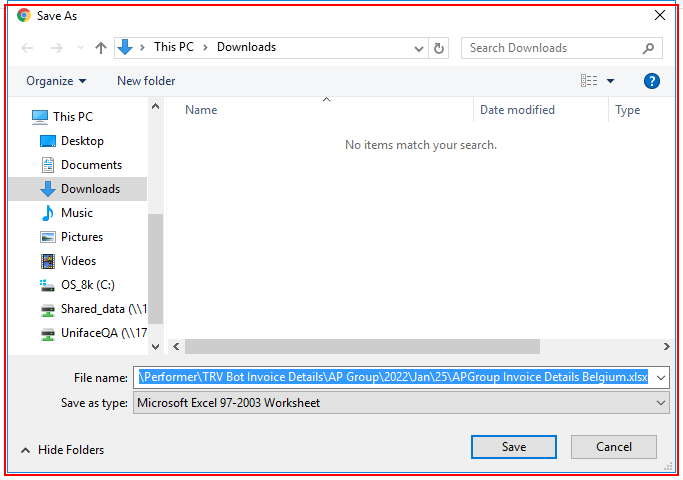 Save As
This PC
Downloads
Search Downloads
Organize
New folder
Name
Date modified
Type
No items match your search.
This PC
Desktop
Documents
Downloads
Music
Pictures
Videos
OS_8k (C:)
Shared_data (\\1
UnifaceQA (\\17
File name:
\Performer\TRV Bot Invoice Details\AP Group\2022\Jan\25\APGroup Invoice Details Belgium.xlsx
Save as type:
Microsoft Excel 97-2003 Worksheet
Hide Folders
Save
Cancel